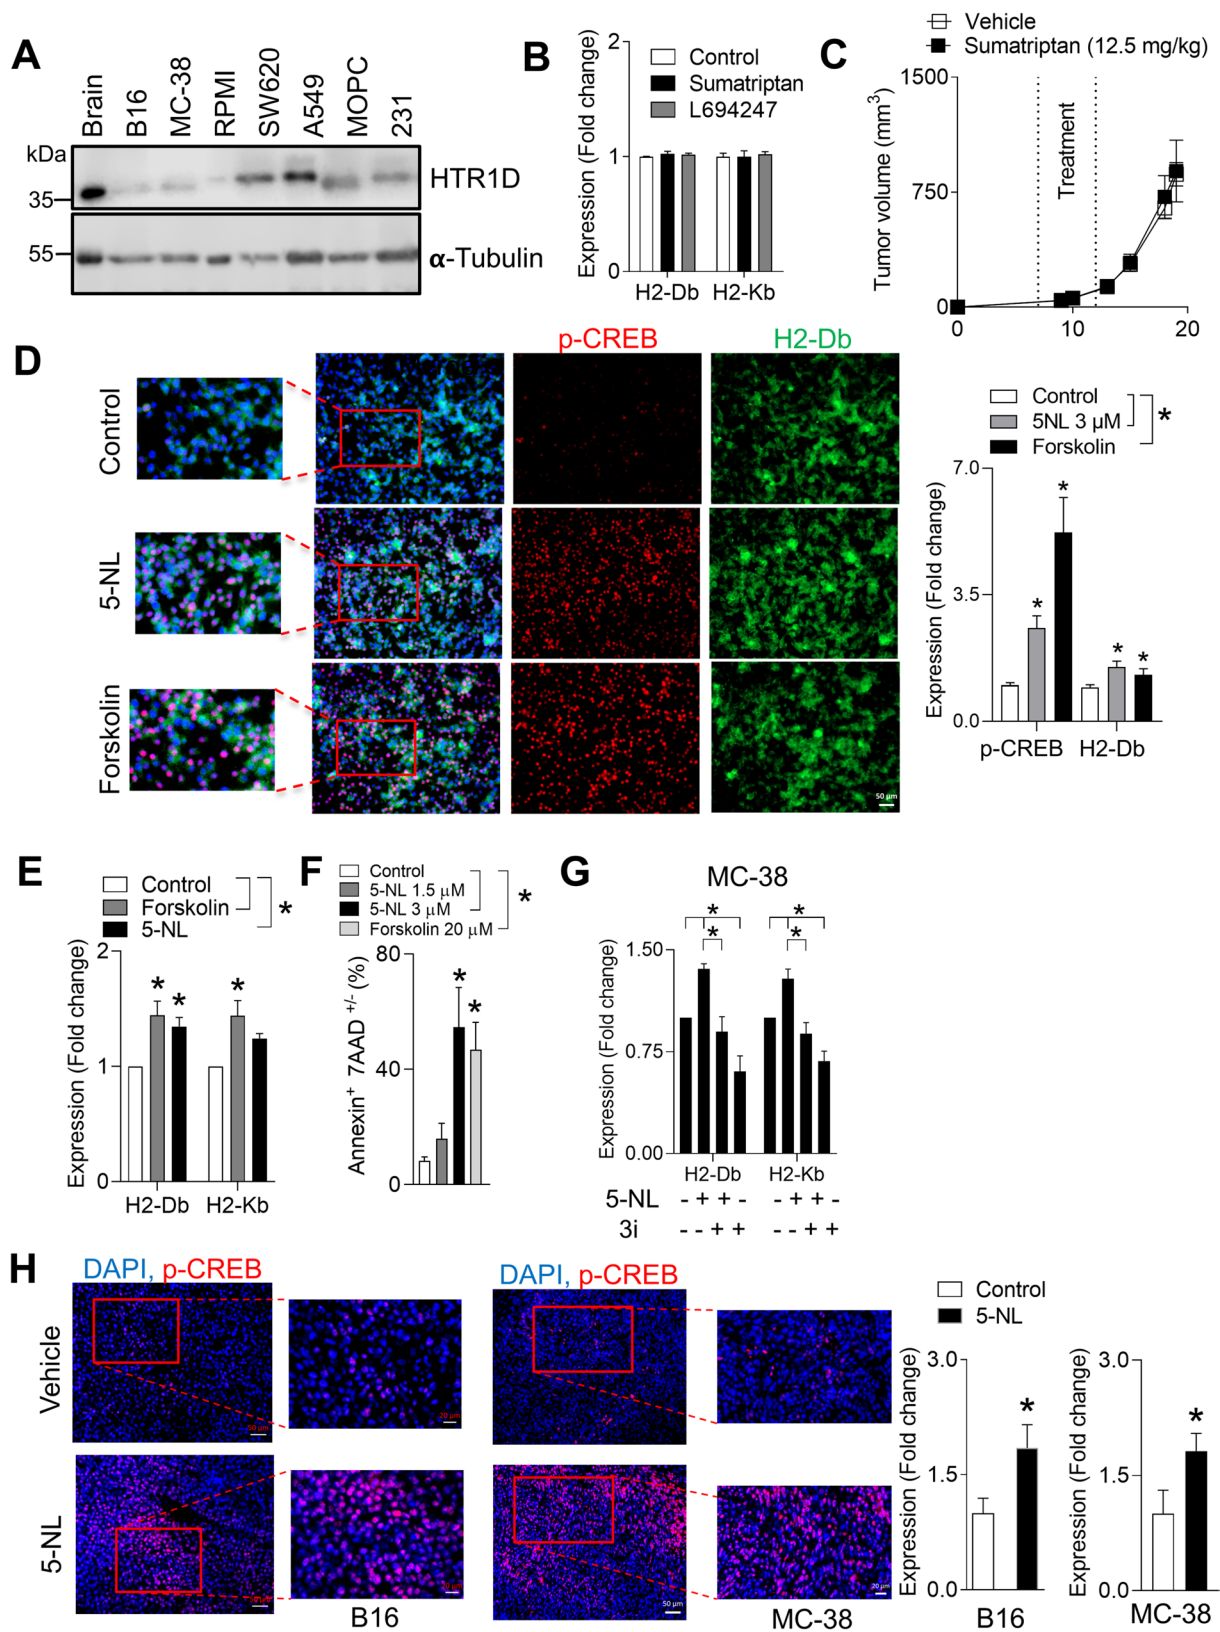 A
Brain
B16
MC-38
RPMI
SW620
A549
MOPC
231
kDa
35
55
HTR1D
α-Tubulin
B
Control
Sumatriptan
L694247
Expression (Fold change)
2
1
0
H2-Db H2-Kb
C
Vehicle
Sumatriptan (12.5 mg/kg)
Tumor volume (mm3)
1500
750
0
Treatment
0 10 20
D
p-CREB H2-Db
Control
5-NL
Forskolin
50 µm
Control
5NL 3 µM
Forskolin
*
Expression (Fold change)
7.0
3.5
0.0
* * * *
p-CREB H2-Db
E
Control
Forskolin
5-NL
*
Expression (Fold change)
2
1
0
* * *
H2-Db H2-Kb
F
Control
5-NL 1.5 µM
5-NL 3 µM
Forskolin 20 µM
*
Annexin+ 7AAD +/- (%)
80
40
0
* *
G
MC-38
* *
* *
Expression (Fold change)
1.50
0.75
0.00
H2-Db H2-Kb
5-NL - + + - - + + -
3i - - + + - - + +
H
DAPI, p-CREB DAPI, p-CREB
Vehicle
5-NL
50 µm
20 µm
B16
MC-38
Control
5-NL
Expression (Fold change)
3.0
1.5
0.0
*
B16
Expression (Fold change)
3.0
1.5
0.0
*
MC-38